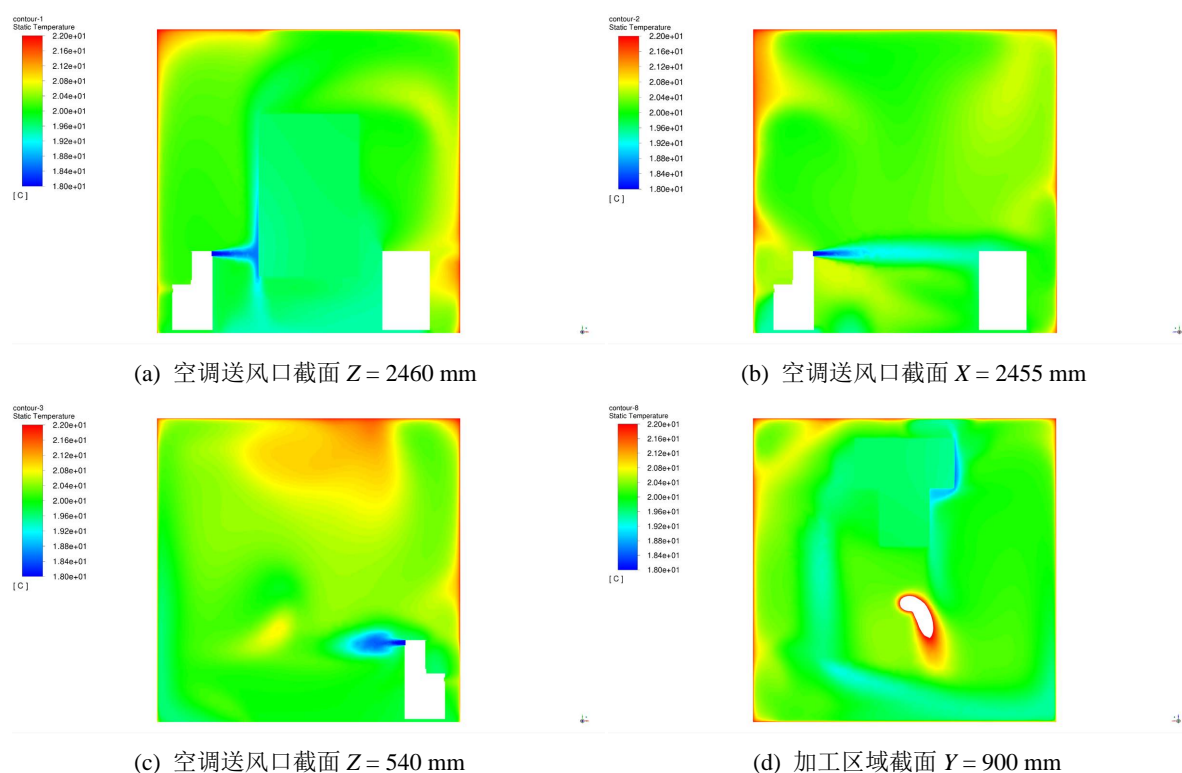 contour-1
Static Temperature
2.20e+01
2.16e+01
2.12e+01
2.08e+01
2.04e+01
2.00e+01
1.96e+01
1.92e+01
1.88e+01
1.84e+01
1.80e+01
[ C ]
contour-2
Static Temperature
2.20e+01
2.16e+01
2.12e+01
2.08e+01
2.04e+01
2.00e+01
1.96e+01
1.92e+01
1.88e+01
1.84e+01
1.80e+01
[ C ]
(a) 空调送风口截面 Z = 2460 mm
(b) 空调送风口截面 X = 2455 mm
contour-3
Static Temperature
2.20e+01
2.16e+01
2.12e+01
2.08e+01
2.04e+01
2.00e+01
1.96e+01
1.92e+01
1.88e+01
1.84e+01
1.80e+01
[ C ]
contour-8
Static Temperature
2.20e+01
2.16e+01
2.12e+01
2.08e+01
2.04e+01
2.00e+01
1.96e+01
1.92e+01
1.88e+01
1.84e+01
1.80e+01
[ C ]
(c) 空调送风口截面 Z = 540 mm
(d) 加工区域截面 Y = 900 mm